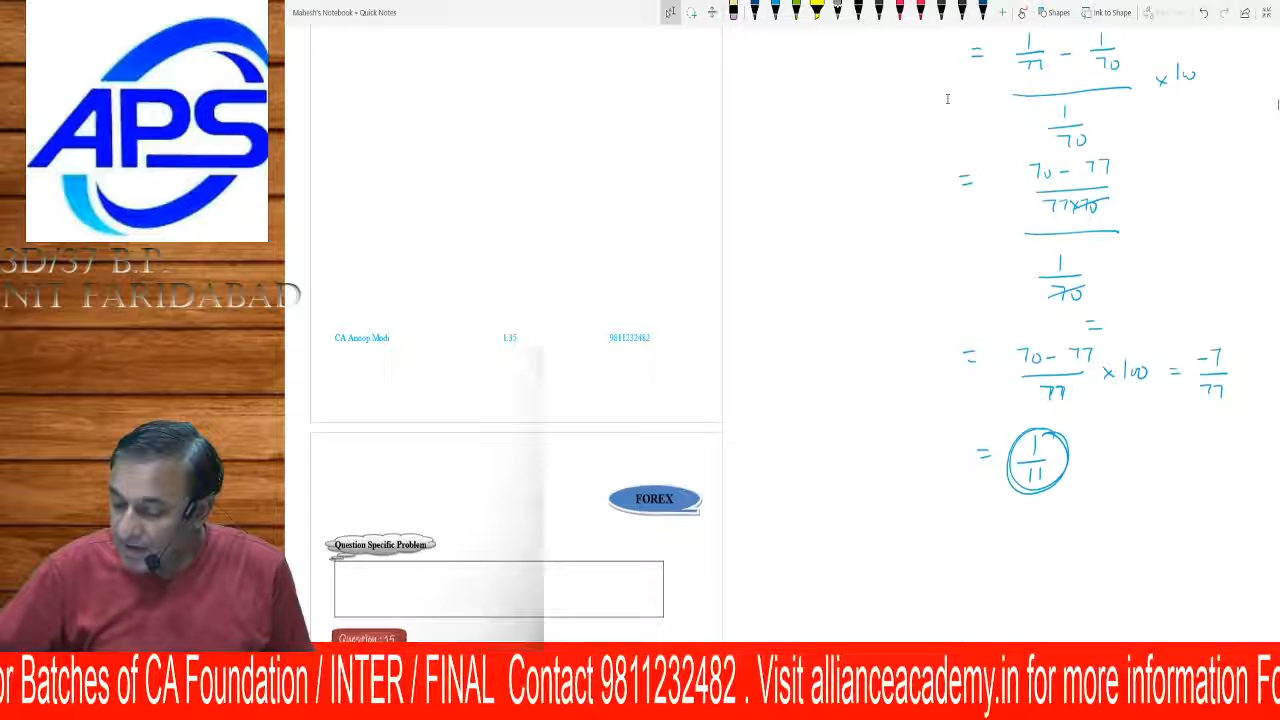 Mahesh's Notebook • Quick Notes
Shapes
Ink to Shape
APS
3D/37 B.P.
NIT FARIDABAD
= 1/77 - 1/70 × 100
1/70
= 70 - 77
77×70
1/70
=
= 70 - 77/77 × 100 = -7/77
= 1/11
CA Anoop Modi 1.35 9811232482
FOREX
Question Specific Problem
Question : 15
or Batches of CA Foundation / INTER / FINAL Contact 9811232482 . Visit allianceacademy.in for more information Fo